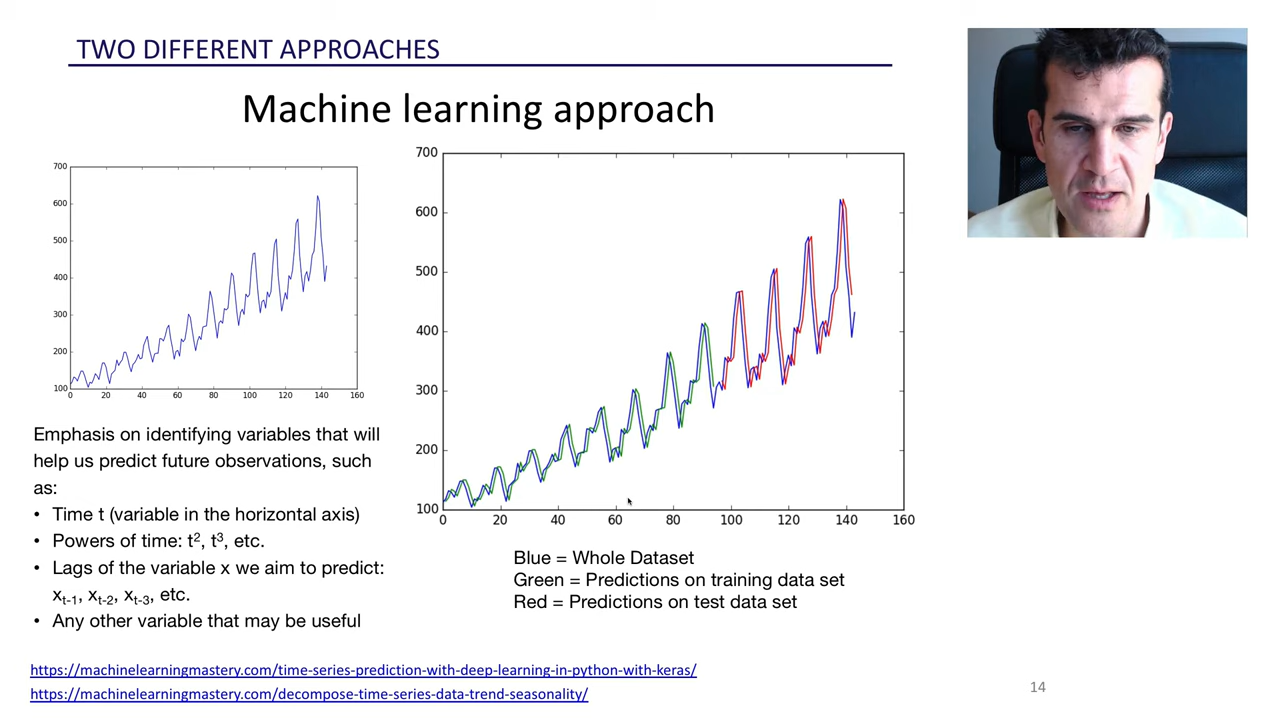 TWO DIFFERENT APPROACHES
Machine learning approach
700
600
500
400
300
200
100
0 20 40 60 80 100 120 140 160
700
600
500
400
300
200
100
0 20 40 60 80 100 120 140 160
Emphasis on identifying variables that will
help us predict future observations, such
as:
• Time t (variable in the horizontal axis)
• Powers of time: t², t³, etc.
• Lags of the variable x we aim to predict:
xₜ₋₁, xₜ₋₂, xₜ₋₃, etc.
• Any other variable that may be useful
Blue = Whole Dataset
Green = Predictions on training data set
Red = Predictions on test data set
https://machinelearningmastery.com/time-series-prediction-with-deep-learning-in-python-with-keras/
https://machinelearningmastery.com/decompose-time-series-data-trend-seasonality/
14